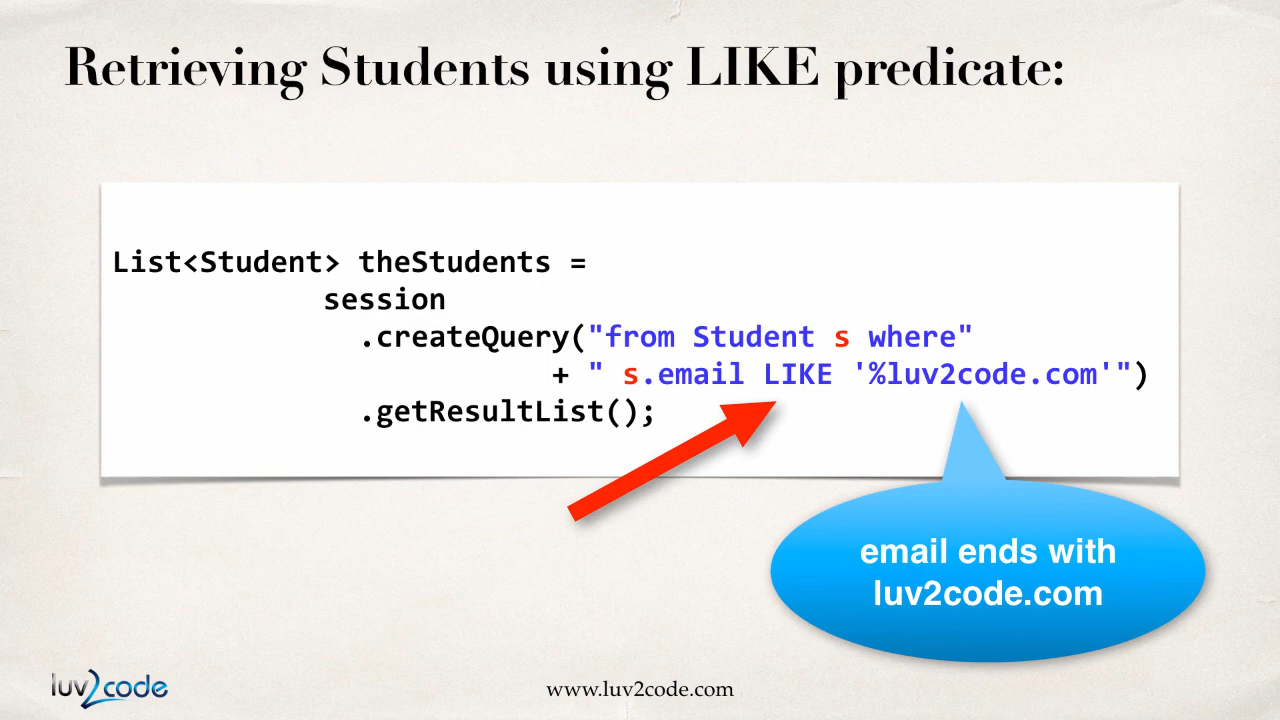 Retrieving Students using LIKE predicate:
List<Student> theStudents =
session
.createQuery("from Student s where"
+ " s.email LIKE '%luv2code.com'")
.getResultList();
email ends with
luv2code.com
luv2code
www.luv2code.com